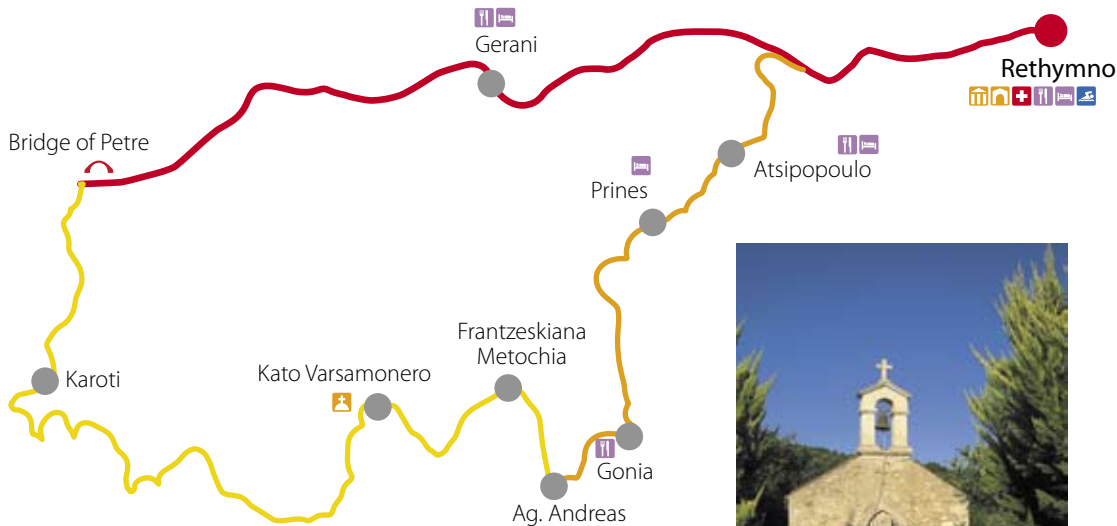 Gerani
Rethymno
Bridge of Petre
Atsipopoulo
Prines
Frantzeskiana
Metochia
Karoti
Kato Varsamonero
Gonia
Ag. Andreas